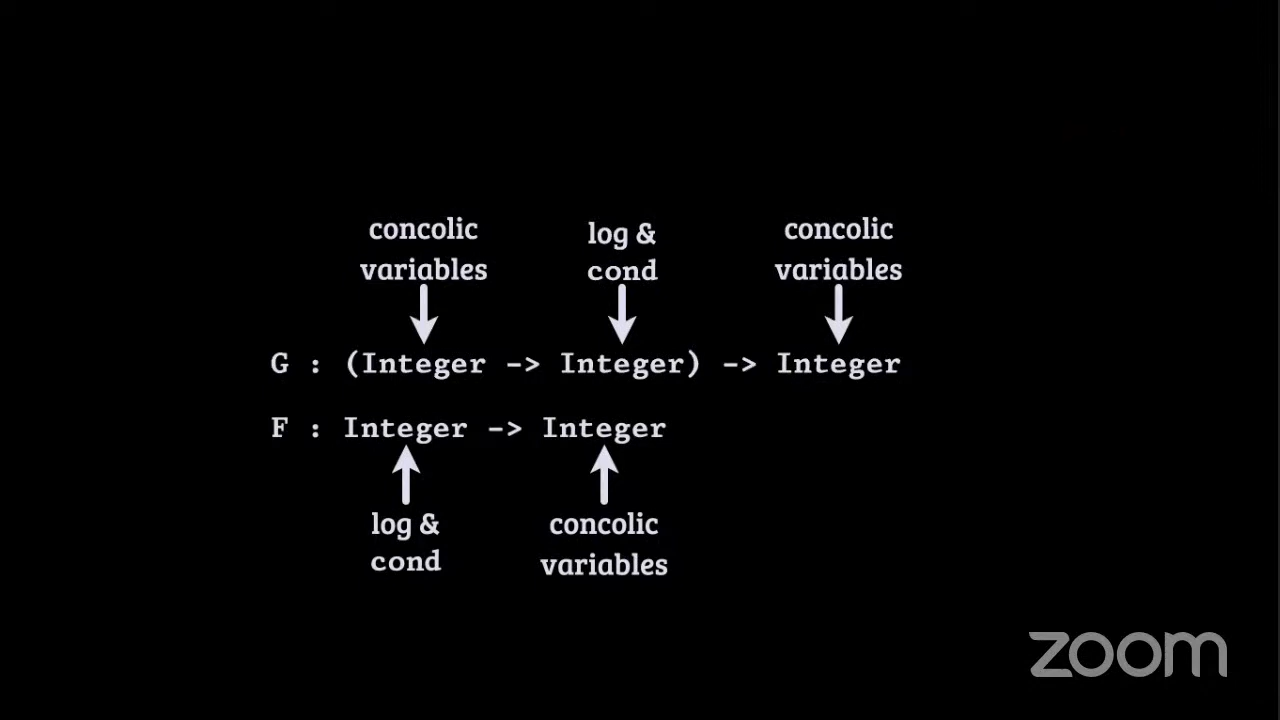 concolic variables
log & cond
concolic variables
G : (Integer -> Integer) -> Integer
F : Integer -> Integer
log & cond
concolic variables
zoom